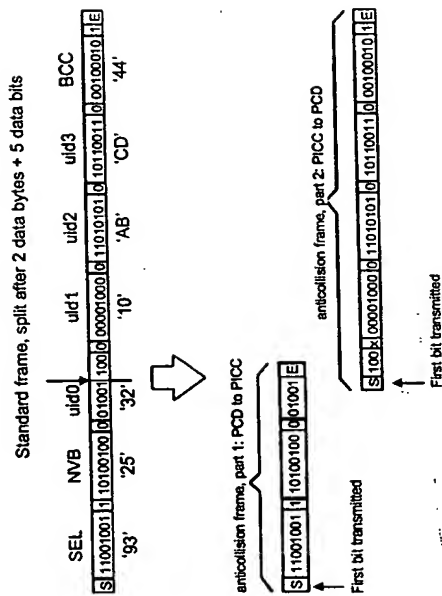 Standard frame, split after 2 data bytes + 5 data bits
SEL NVB uid0 uid1 uid2 uid3 BCC
S 11001001 1 10100100 0 01001 100 0 00001000 0 11010101 0 10110011 0 00100010 1 E
'93' '25' '32' '10' 'AB' 'CD' '44'
anticollision frame, part 1: PCD to PICC
S 11001001 1 10100100 0 01001 E
First bit transmitted
anticollision frame, part 2: PICC to PCD
S 100 x 00001000 0 11010101 0 10110011 0 00100010 1 E
First bit transmitted